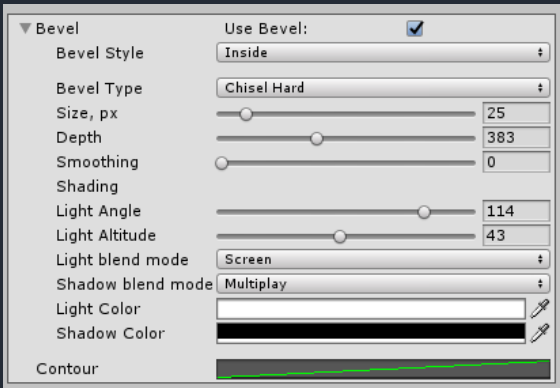 Bevel Use Bevel:
Bevel Style Inside
Bevel Type Chisel Hard
Size, px 25
Depth 383
Smoothing 0
Shading
Light Angle 114
Light Altitude 43
Light blend mode Screen
Shadow blend mode Multiplay
Light Color
Shadow Color
Contour